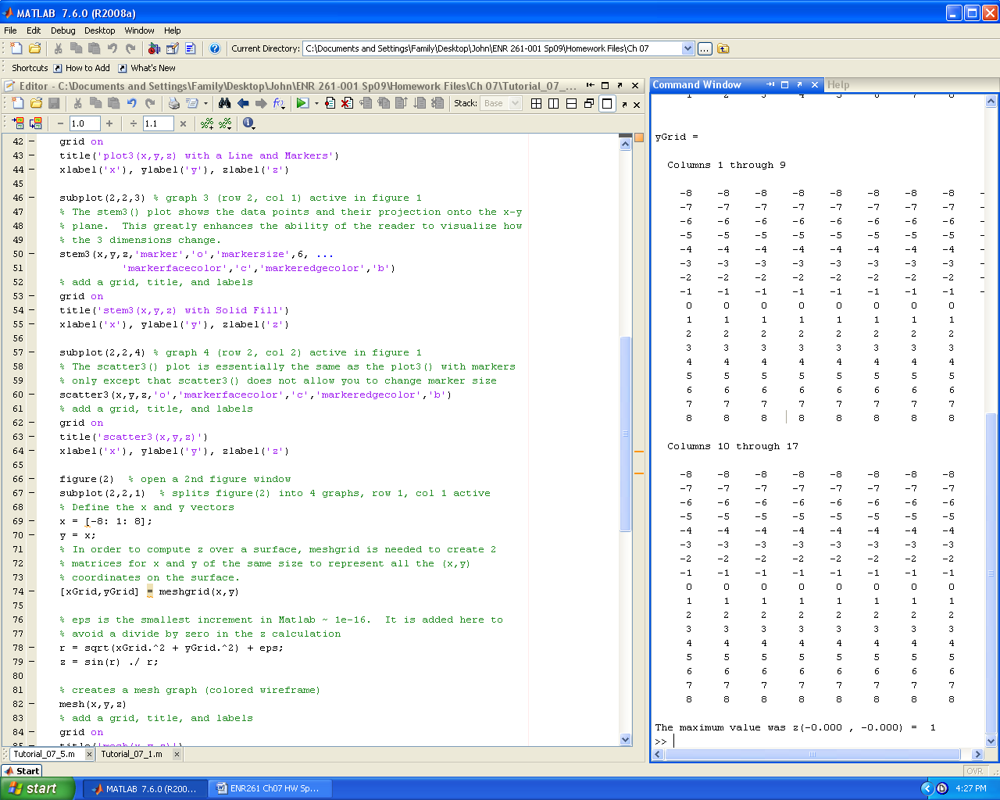 MATLAB 7.6.0 (R2008a)
File Edit Debug Desktop Window Help
Current Directory: C:\Documents and Settings\Family\Desktop\John\ENR 261-001 Sp09\Homework Files\Ch 07 ...
Shortcuts How to Add What's New
Editor - C:\Documents and Settings\Family\Desktop\John\ENR 261-001 Sp09\Homework Files\Ch 07\Tutorial_07_...
Stack: Base
- 1.0 + ÷ 1.1 ×
42 - grid on
43 - title('plot3(x,y,z) with a Line and Markers')
44 - xlabel('x'), ylabel('y'), zlabel('z')
45
46 - subplot(2,2,3) % graph 3 (row 2, col 1) active in figure 1
47 % The stem3() plot shows the data points and their projection onto the x-y
48 % plane.  This greatly enhances the ability of the reader to visualize how
49 % the 3 dimensions change.
50 - stem3(x,y,z,'marker','o','markersize',6, ...
51 'markerfacecolor','c','markeredgecolor','b')
52 % add a grid, title, and labels
53 - grid on
54 - title('stem3(x,y,z) with Solid Fill')
55 - xlabel('x'), ylabel('y'), zlabel('z')
56
57 - subplot(2,2,4) % graph 4 (row 2, col 2) active in figure 1
58 % The scatter3() plot is essentially the same as the plot3() with markers
59 % only except that scatter3() does not allow you to change marker size
60 - scatter3(x,y,z,'o','markerfacecolor','c','markeredgecolor','b')
61 % add a grid, title, and labels
62 - grid on
63 - title('scatter3(x,y,z)')
64 - xlabel('x'), ylabel('y'), zlabel('z')
65
66 - figure(2)  % open a 2nd figure window
67 - subplot(2,2,1)  % splits figure(2) into 4 graphs, row 1, col 1 active
68 % Define the x and y vectors
69 - x = [-8: 1: 8];
70 - y = x;
71 % In order to compute z over a surface, meshgrid is needed to create 2
72 % matrices for x and y of the same size to represent all the (x,y)
73 % coordinates on the surface.
74 - [xGrid,yGrid] = meshgrid(x,y)
75
76 % eps is the smallest increment in Matlab ~ 1e-16.  It is added here to
77 % avoid a divide by zero in the z calculation
78 - r = sqrt(xGrid.^2 + yGrid.^2) + eps;
79 - z = sin(r) ./ r;
80
81 % creates a mesh graph (colored wireframe)
82 - mesh(x,y,z)
83 % add a grid, title, and labels
84 - grid on
85 - title('mesh(x,y,z)')
Tutorial_07_5.m × Tutorial_07_1.m ×
Command Window Help
1 2 3 4 5 6 7 8
yGrid =
Columns 1 through 9
-8 -8 -8 -8 -8 -8 -8 -8 -
-7 -7 -7 -7 -7 -7 -7 -7 -
-6 -6 -6 -6 -6 -6 -6 -6 -
-5 -5 -5 -5 -5 -5 -5 -5 -
-4 -4 -4 -4 -4 -4 -4 -4 -
-3 -3 -3 -3 -3 -3 -3 -3 -
-2 -2 -2 -2 -2 -2 -2 -2 -
-1 -1 -1 -1 -1 -1 -1 -1 -
0 0 0 0 0 0 0 0
1 1 1 1 1 1 1 1
2 2 2 2 2 2 2 2
3 3 3 3 3 3 3 3
4 4 4 4 4 4 4 4
5 5 5 5 5 5 5 5
6 6 6 6 6 6 6 6
7 7 7 7 7 7 7 7
8 8 8 8 8 8 8 8
Columns 10 through 17
-8 -8 -8 -8 -8 -8 -8 -8
-7 -7 -7 -7 -7 -7 -7 -7
-6 -6 -6 -6 -6 -6 -6 -6
-5 -5 -5 -5 -5 -5 -5 -5
-4 -4 -4 -4 -4 -4 -4 -4
-3 -3 -3 -3 -3 -3 -3 -3
-2 -2 -2 -2 -2 -2 -2 -2
-1 -1 -1 -1 -1 -1 -1 -1
0 0 0 0 0 0 0 0
1 1 1 1 1 1 1 1
2 2 2 2 2 2 2 2
3 3 3 3 3 3 3 3
4 4 4 4 4 4 4 4
5 5 5 5 5 5 5 5
6 6 6 6 6 6 6 6
7 7 7 7 7 7 7 7
8 8 8 8 8 8 8 8
The maximum value was z(-0.000 , -0.000) =  1
>>
Start OVR
start MATLAB 7.6.0 (R200... ENR261 Ch07 HW Sp... 4:27 PM